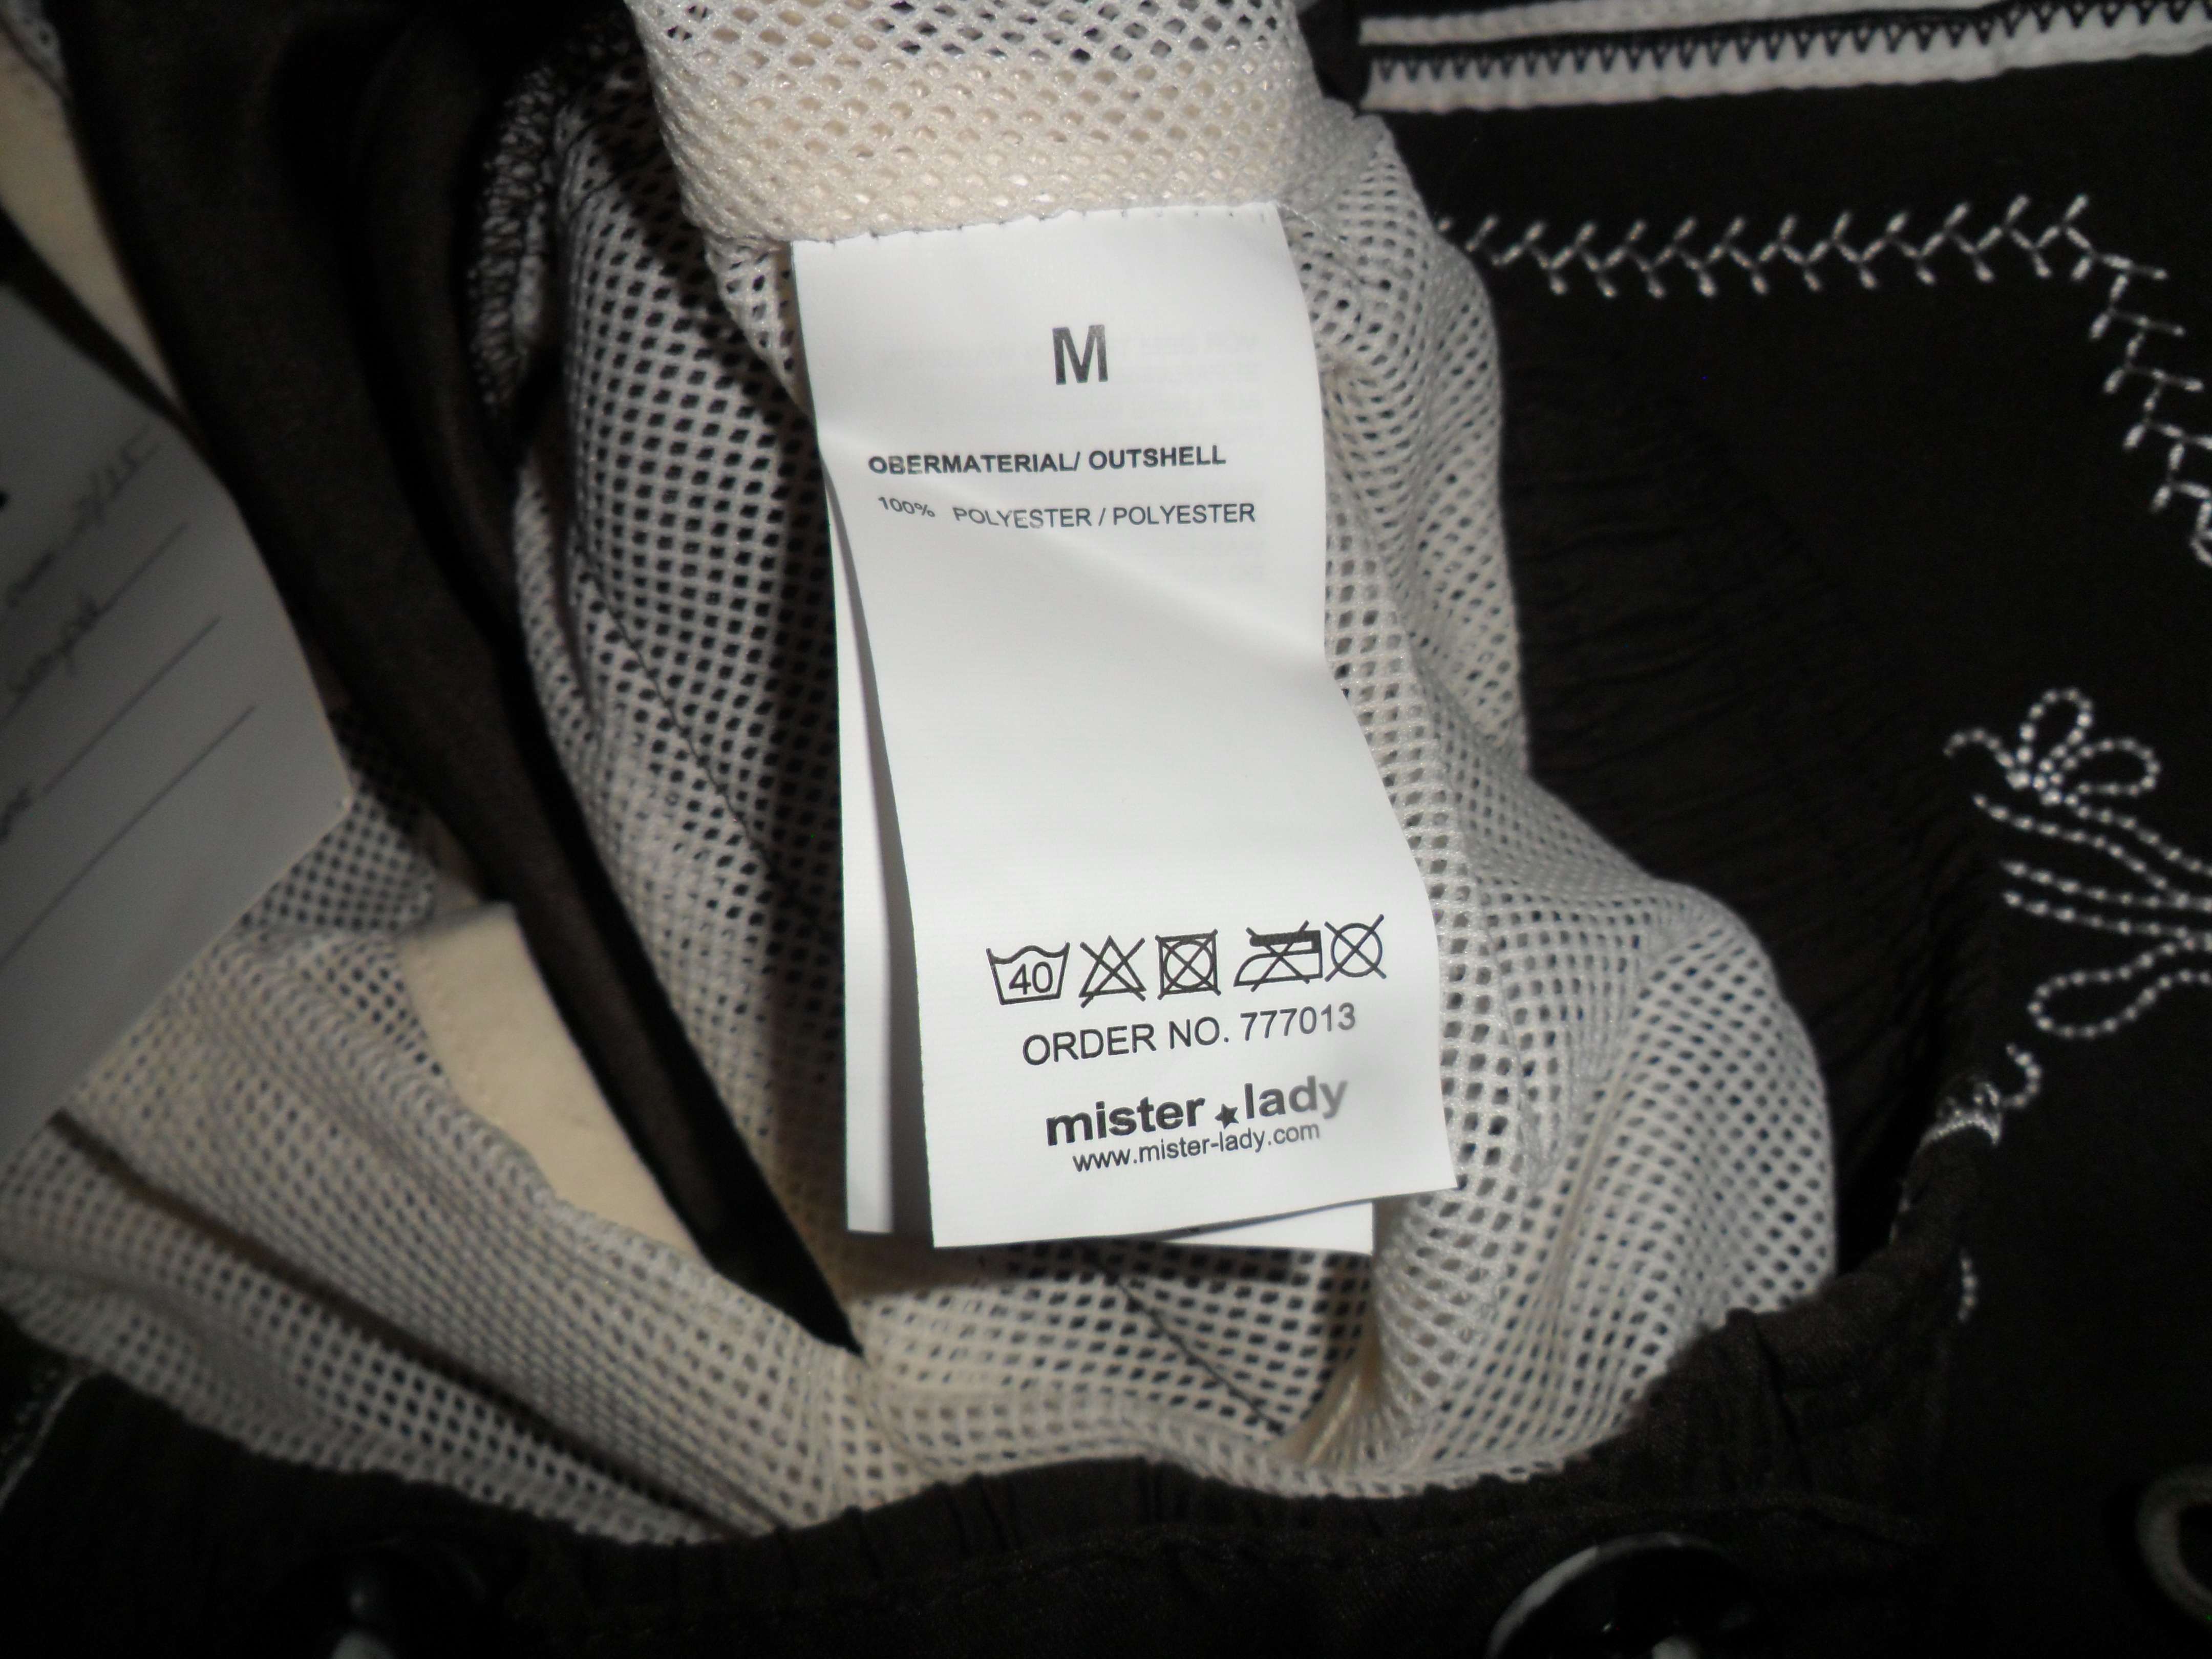 M
OBERMATERIAL/ OUTSHELL
100% POLYESTER / POLYESTER
40
ORDER NO. 777013
mister★lady
www.mister-lady.com